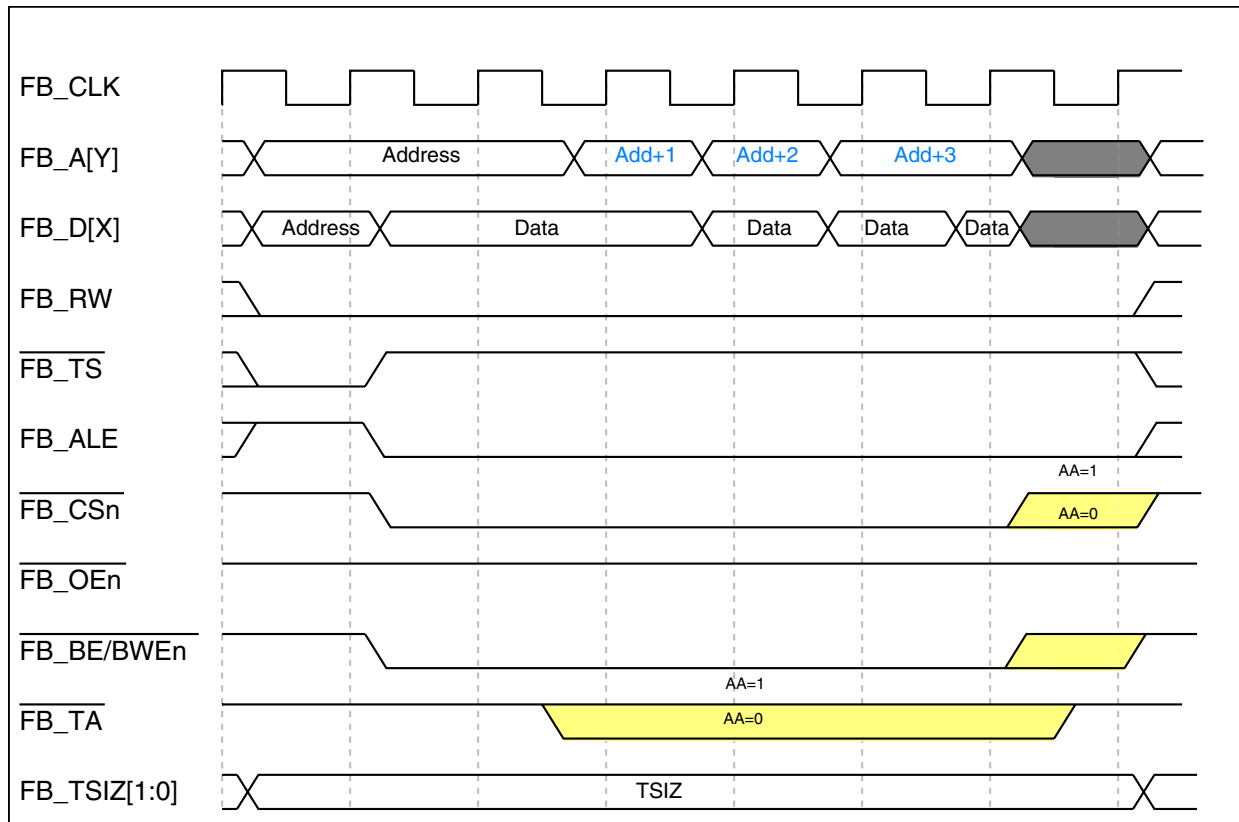 FB_CLK
FB_A[Y] Address Add+1 Add+2 Add+3
FB_D[X] Address Data Data Data Data
FB_RW
FB_TS
FB_ALE
AA=1
FB_CSn AA=0
FB_OEn
FB_BE/BWEn
AA=1
FB_TA AA=0
FB_TSIZ[1:0] TSIZ